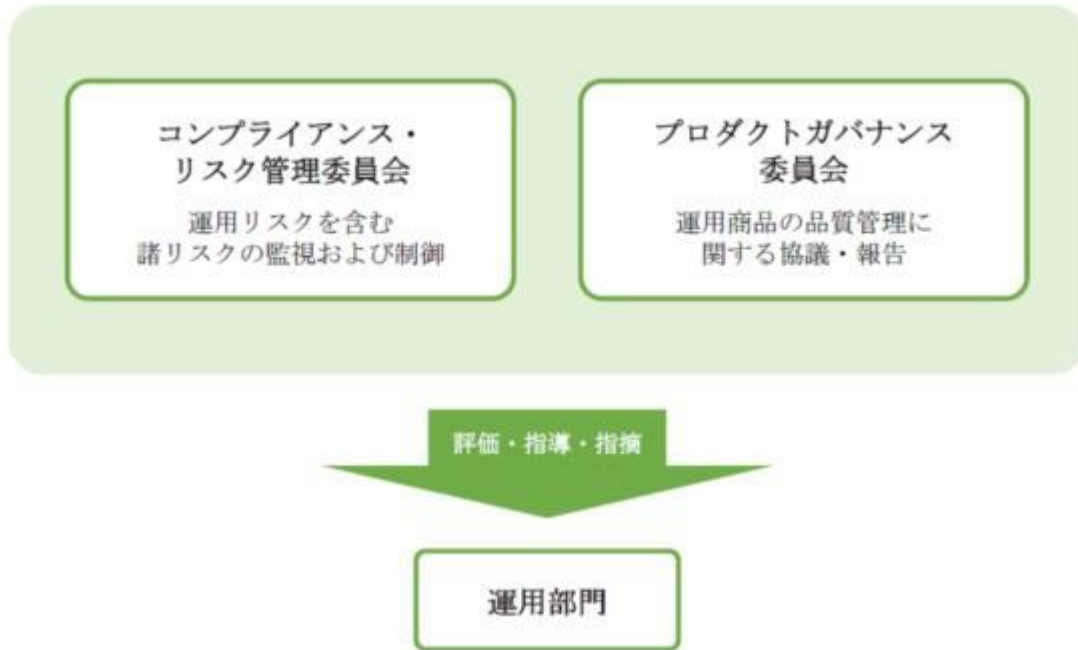 コンプライアンス・
リスク管理委員会
運用リスクを含む
諸リスクの監視および制御
プロダクトガバナンス
委員会
運用商品の品質管理に
関する協議・報告
評価・指導・指摘
運用部門